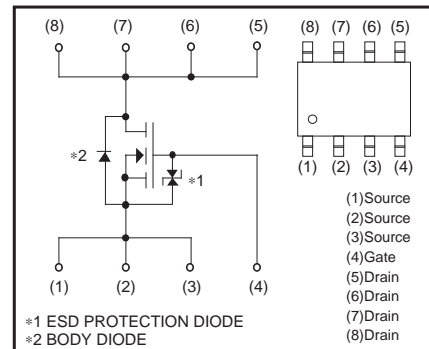 (8) (7) (6) (5)
(8) (7) (6) (5)
*2
*1
(1) (2) (3) (4)
(1) (2) (3) (4)
(1)Source
(2)Source
(3)Source
(4)Gate
(5)Drain
(6)Drain
(7)Drain
(8)Drain
*1 ESD PROTECTION DIODE
*2 BODY DIODE